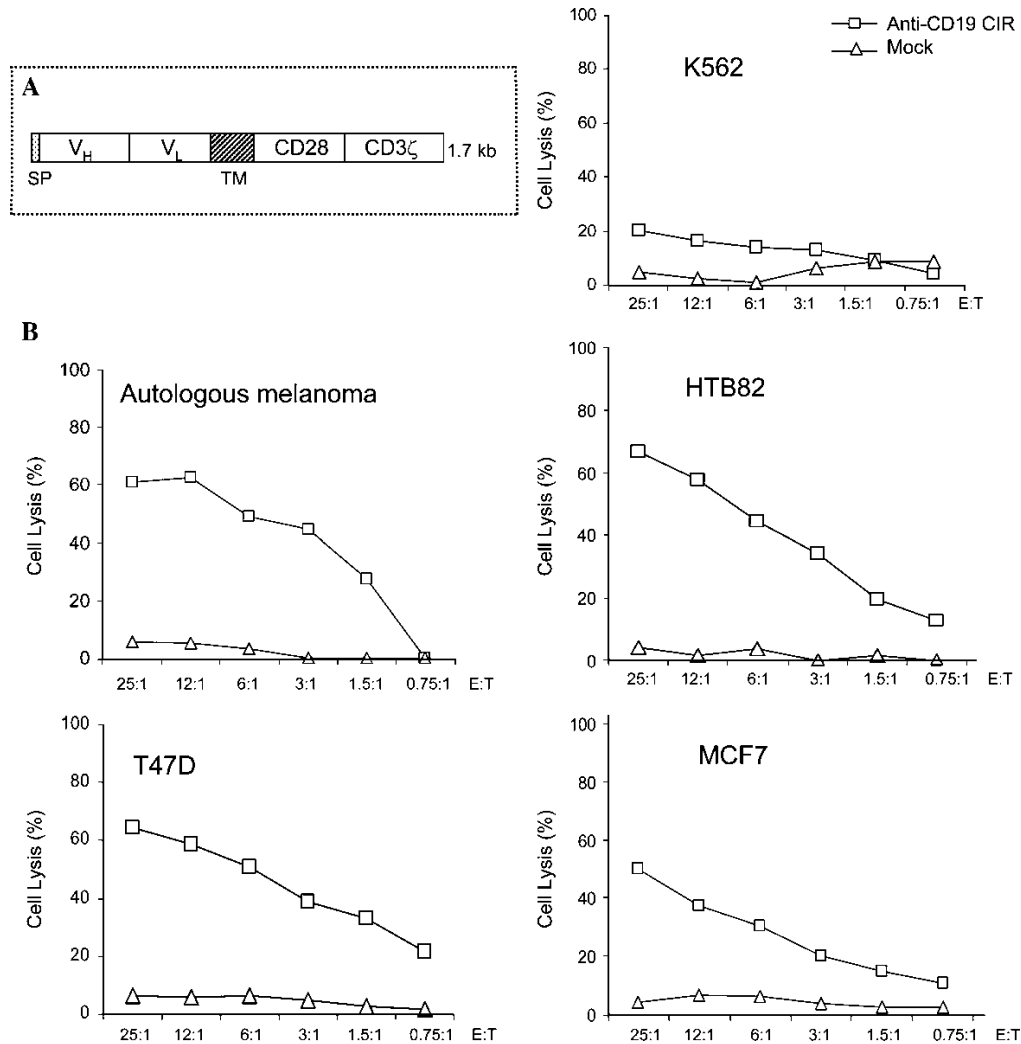 A
V_H V_L CD28 CD3ζ 1.7 kb
SP TM
Anti-CD19 CIR
Mock
K562
Cell Lysis (%)
100
80
60
40
20
0
25:1 12:1 6:1 3:1 1.5:1 0.75:1 E:T
B
Autologous melanoma
Cell Lysis (%)
100
80
60
40
20
0
25:1 12:1 6:1 3:1 1.5:1 0.75:1 E:T
HTB82
Cell Lysis (%)
100
80
60
40
20
0
25:1 12:1 6:1 3:1 1.5:1 0.75:1 E:T
T47D
Cell Lysis (%)
100
80
60
40
20
0
25:1 12:1 6:1 3:1 1.5:1 0.75:1 E:T
MCF7
Cell Lysis (%)
100
80
60
40
20
0
25:1 12:1 6:1 3:1 1.5:1 0.75:1 E:T